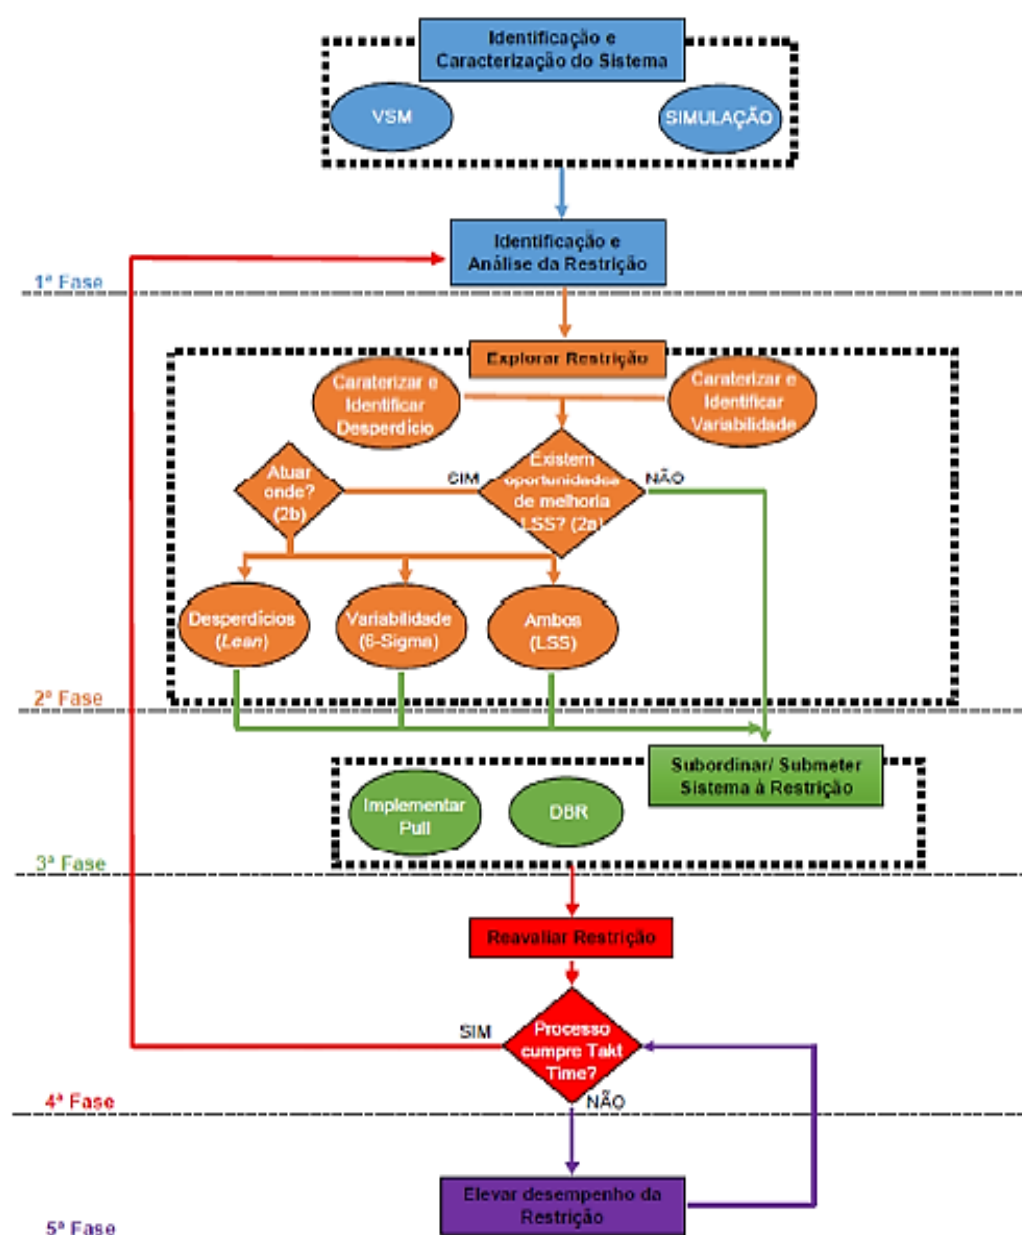 Identificação e
Caracterização do Sistema
VSM
SIMULAÇÃO
Identificação e
Análise da Restrição
1ª Fase
Explorar Restrição
Caraterizar e
Identificar
Desperdício
Caraterizar e
Identificar
Variabilidade
Atuar
onde?
(2b)
SIM
Existem
oportunidades
de melhoria
LSS? (2a)
NÃO
Desperdícios
(Lean)
Variabilidade
(6-Sigma)
Ambos
(LSS)
2ª Fase
Subordinar/ Submeter
Sistema à Restrição
Implementar
Pull
DBR
3ª Fase
Reavaliar Restrição
SIM
Processo
cumpre Takt
Time?
NÃO
4ª Fase
Elevar desempenho da
Restrição
5ª Fase